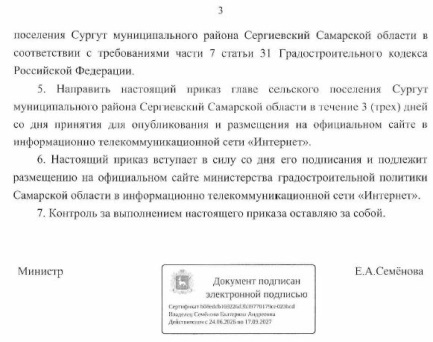 3
поселения Сургут муниципального района Сергиевский Самарской области в
соответствии с требованиями части 7 статьи 31 Градостроительного кодекса
Российской Федерации.
5. Направить настоящий приказ главе сельского поселения Сургут
муниципального района Сергиевский Самарской области в течение 3 (трех) дней
со дня принятия для опубликования и размещения на официальном сайте в
информационно телекоммуникационной сети «Интернет».
6. Настоящий приказ вступает в силу со дня его подписания и подлежит
размещению на официальном сайте министерства градостроительной политики
Самарской области в информационно телекоммуникационной сети «Интернет».
7. Контроль за выполнением настоящего приказа оставляю за собой.
Министр
Документ подписан
электронной подписью
Сертификат
Владелец Семёнова Екатерина Андреевна
Действителен с 24.06.2026 по 17.09.2027
Е.А.Семёнова